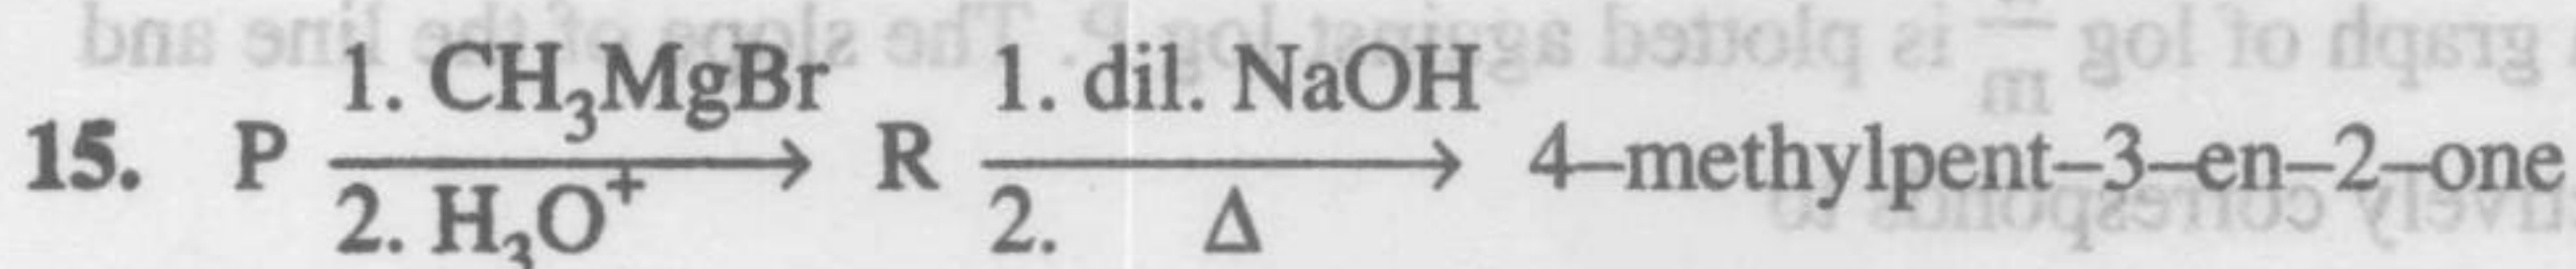 15. P 1. CH₃MgBr 2. H₃O⁺ → R 1. dil. NaOH 2. Δ → 4–methylpent–3–en–2–one